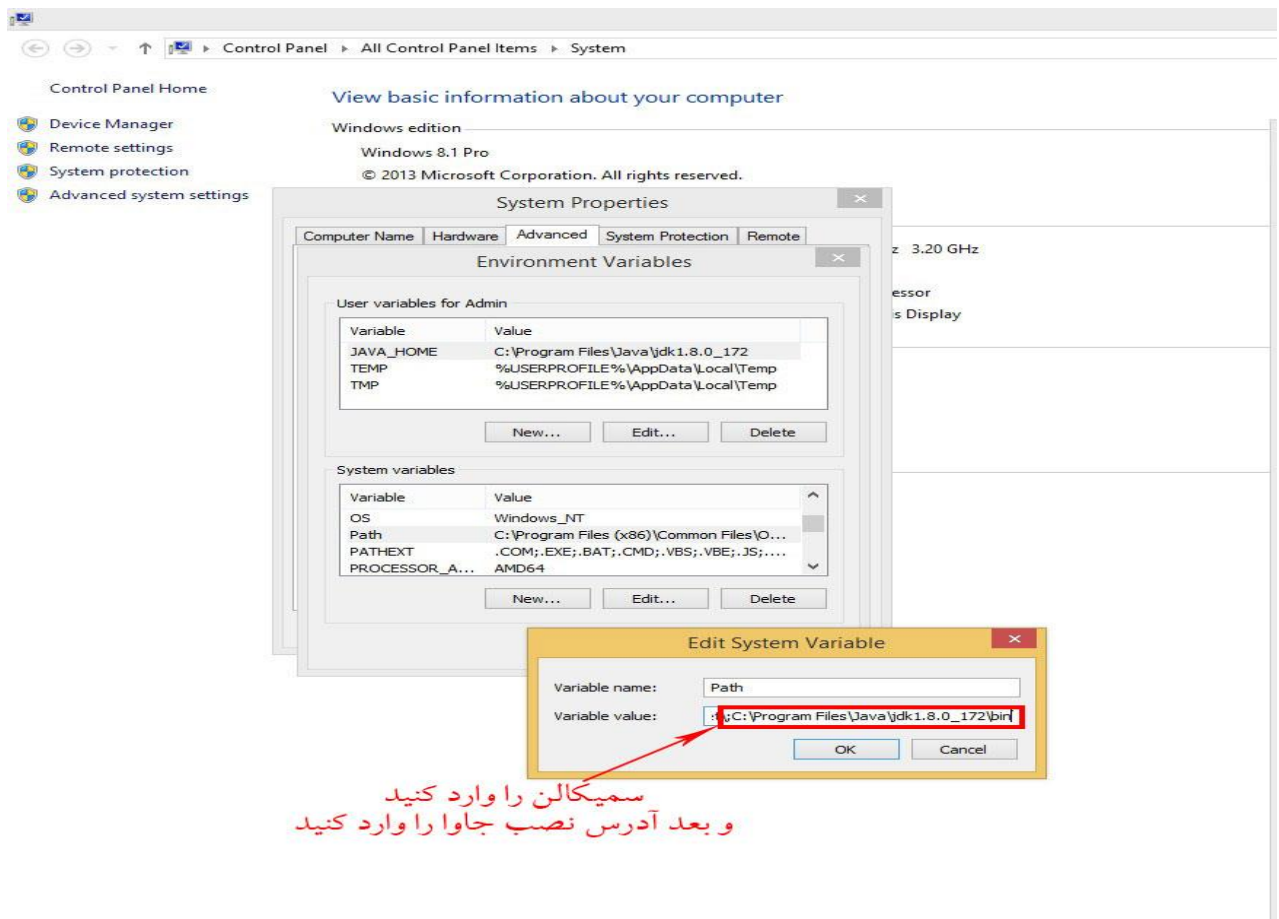 Control Panel ▸ All Control Panel Items ▸ System
Control Panel Home
Device Manager
Remote settings
System protection
Advanced system settings
View basic information about your computer
Windows edition
Windows 8.1 Pro
© 2013 Microsoft Corporation. All rights reserved.
z 3.20 GHz
essor
is Display
System Properties
Computer Name Hardware Advanced System Protection Remote
Environment Variables
User variables for Admin
Variable Value
JAVA_HOME C:\Program Files\Java\jdk1.8.0_172
TEMP %USERPROFILE%\AppData\Local\Temp
TMP %USERPROFILE%\AppData\Local\Temp
New... Edit... Delete
System variables
Variable Value
OS Windows_NT
Path C:\Program Files (x86)\Common Files\O...
PATHEXT .COM;.EXE;.BAT;.CMD;.VBS;.VBE;.JS;....
PROCESSOR_A... AMD64
New... Edit... Delete
Edit System Variable
Variable name: Path
Variable value: ;C:\Program Files\Java\jdk1.8.0_172\bin
OK Cancel
سمیکالن را وارد کنید
و بعد آدرس نصب جاوا را وارد کنید